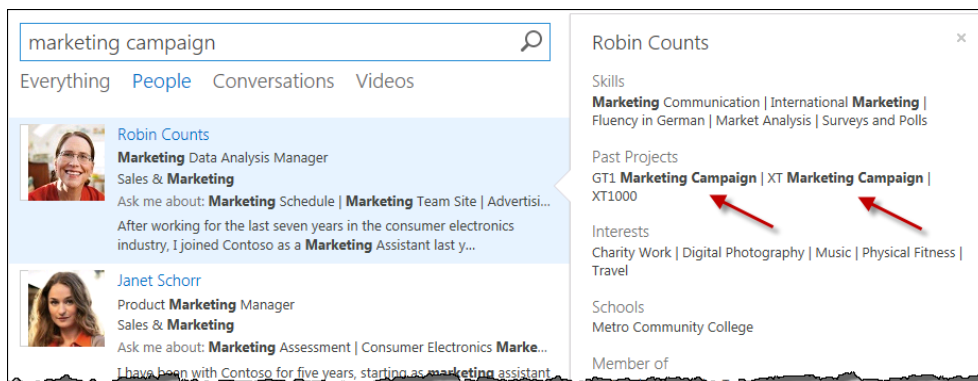 marketing campaign
Everything People Conversations Videos
Robin Counts
Marketing Data Analysis Manager
Sales & Marketing
Ask me about: Marketing Schedule | Marketing Team Site | Advertisi...
After working for the last seven years in the consumer electronics
industry, I joined Contoso as a Marketing Assistant last y...
Janet Schorr
Product Marketing Manager
Sales & Marketing
Ask me about: Marketing Assessment | Consumer Electronics Marke...
I have been with Contoso for five years, starting as marketing assistant
Robin Counts
Skills
Marketing Communication | International Marketing |
Fluency in German | Market Analysis | Surveys and Polls
Past Projects
GT1 Marketing Campaign | XT Marketing Campaign |
XT1000
Interests
Charity Work | Digital Photography | Music | Physical Fitness |
Travel
Schools
Metro Community College
Member of